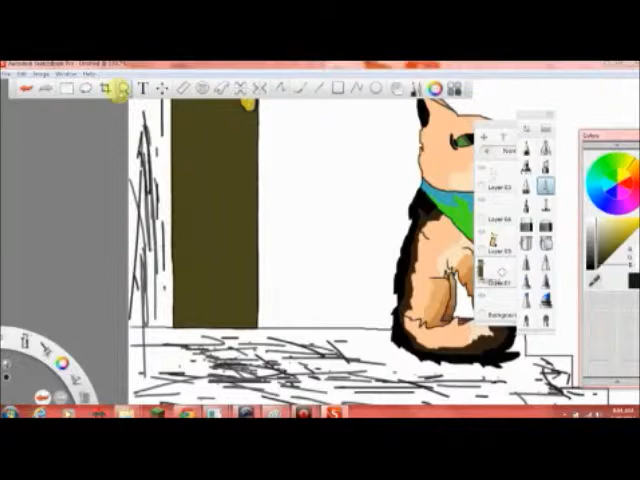 Autodesk SketchBook Pro - Untitled @ 
File Edit Image Window Help
T
T
Norm
Layer 03
Layer 04
Layer 05
Layer 01
Background
Colors
R
G
B